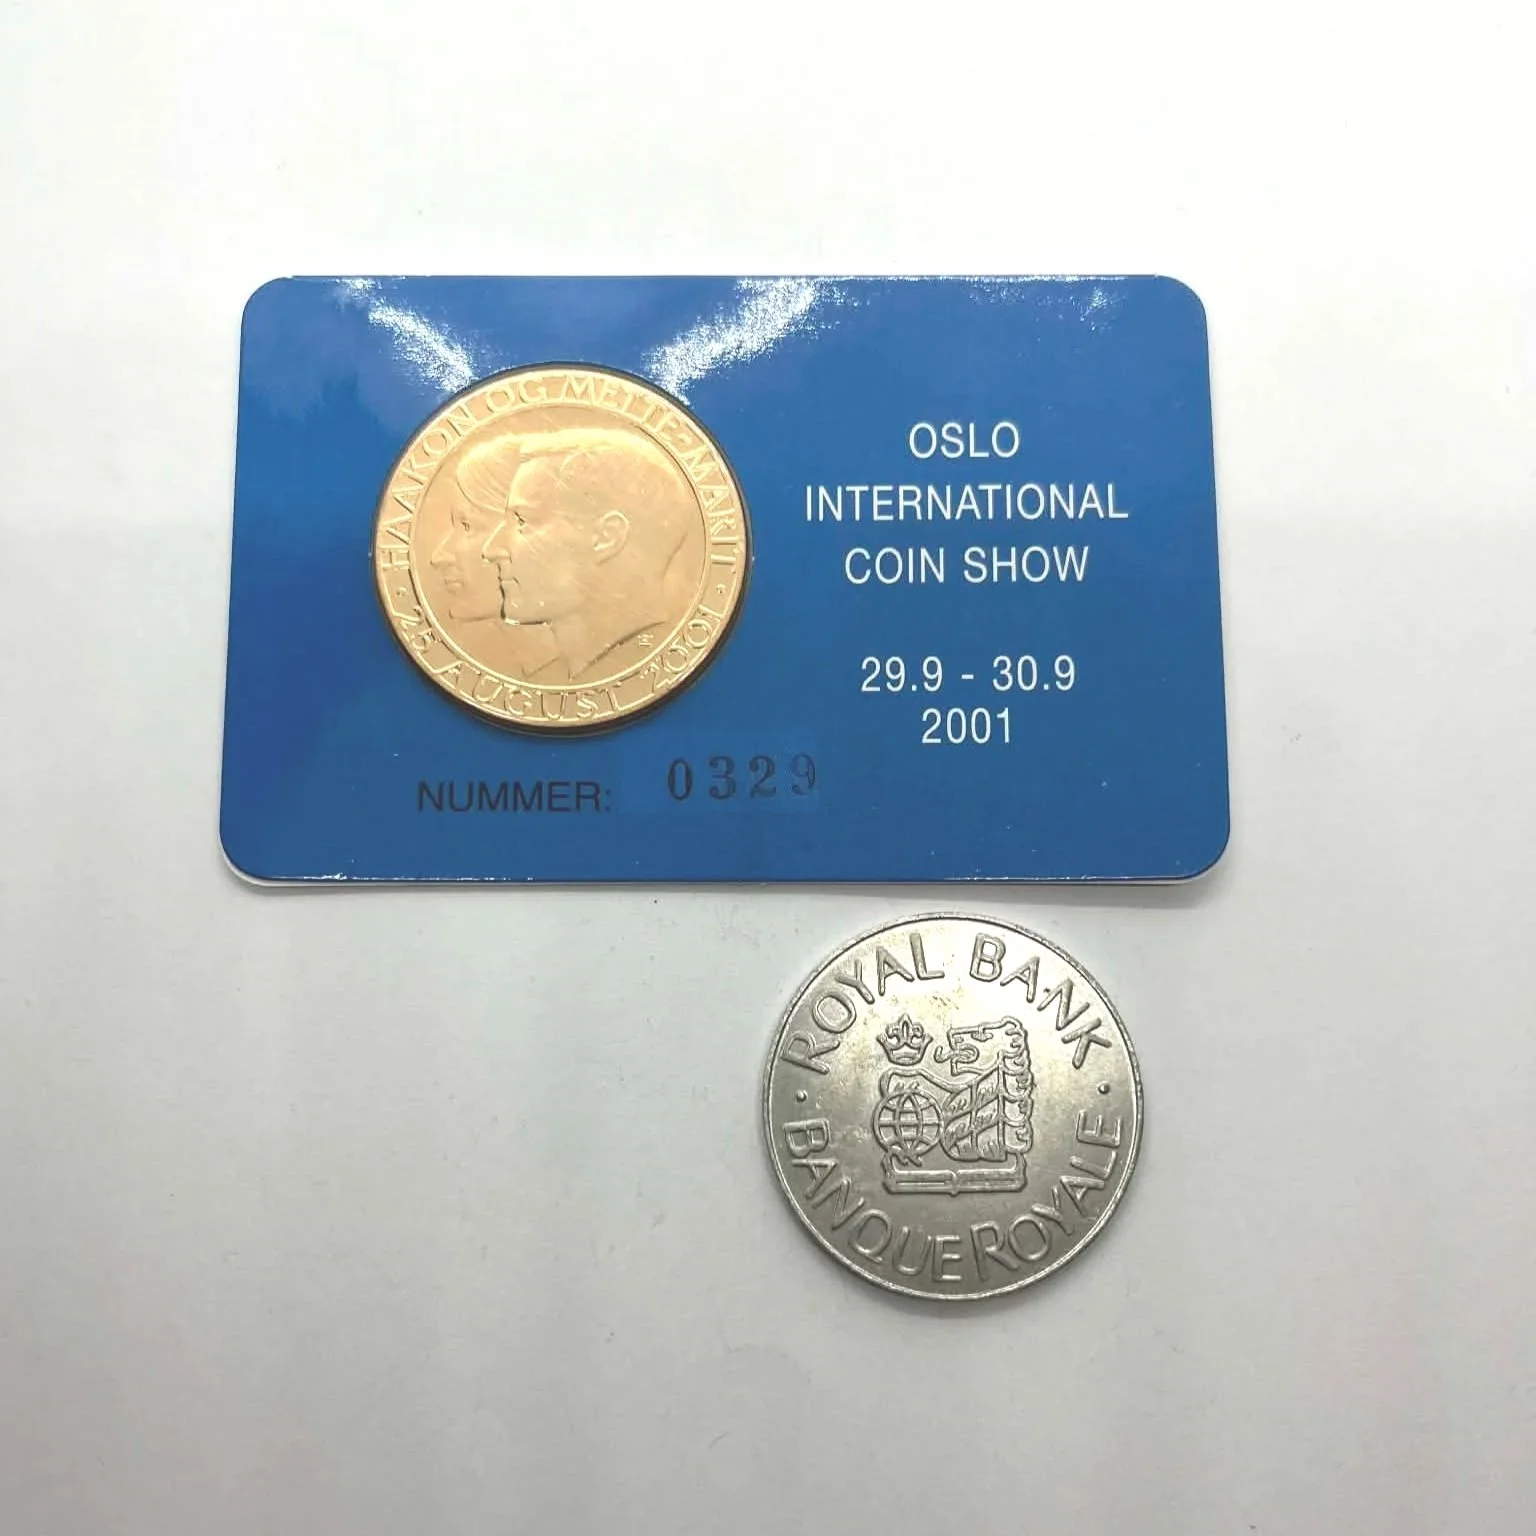 HAAKON OG METTE-MARIT
25 AUGUST 2001
E
OSLO
INTERNATIONAL
COIN SHOW
29.9 - 30.9
2001
NUMMER: 0329
ROYAL BANK
BANQUE ROYALE